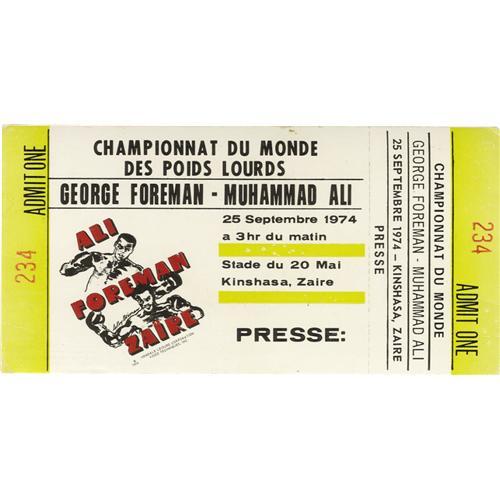 ADMIT ONE
234
CHAMPIONNAT DU MONDE
DES POIDS LOURDS
GEORGE FOREMAN - MUHAMMAD ALI
ALI
FOREMAN
ZAÏRE
25 Septembre 1974
a 3hr du matin
Stade du 20 Mai
Kinshasa, Zaire
PRESSE:
PRESSE
25 SEPTEMBRE 1974 — KINSHASA, ZAIRE
GEORGE FOREMAN - MUHAMMAD ALI
CHAMPIONNAT DU MONDE
234
ADMIT ONE